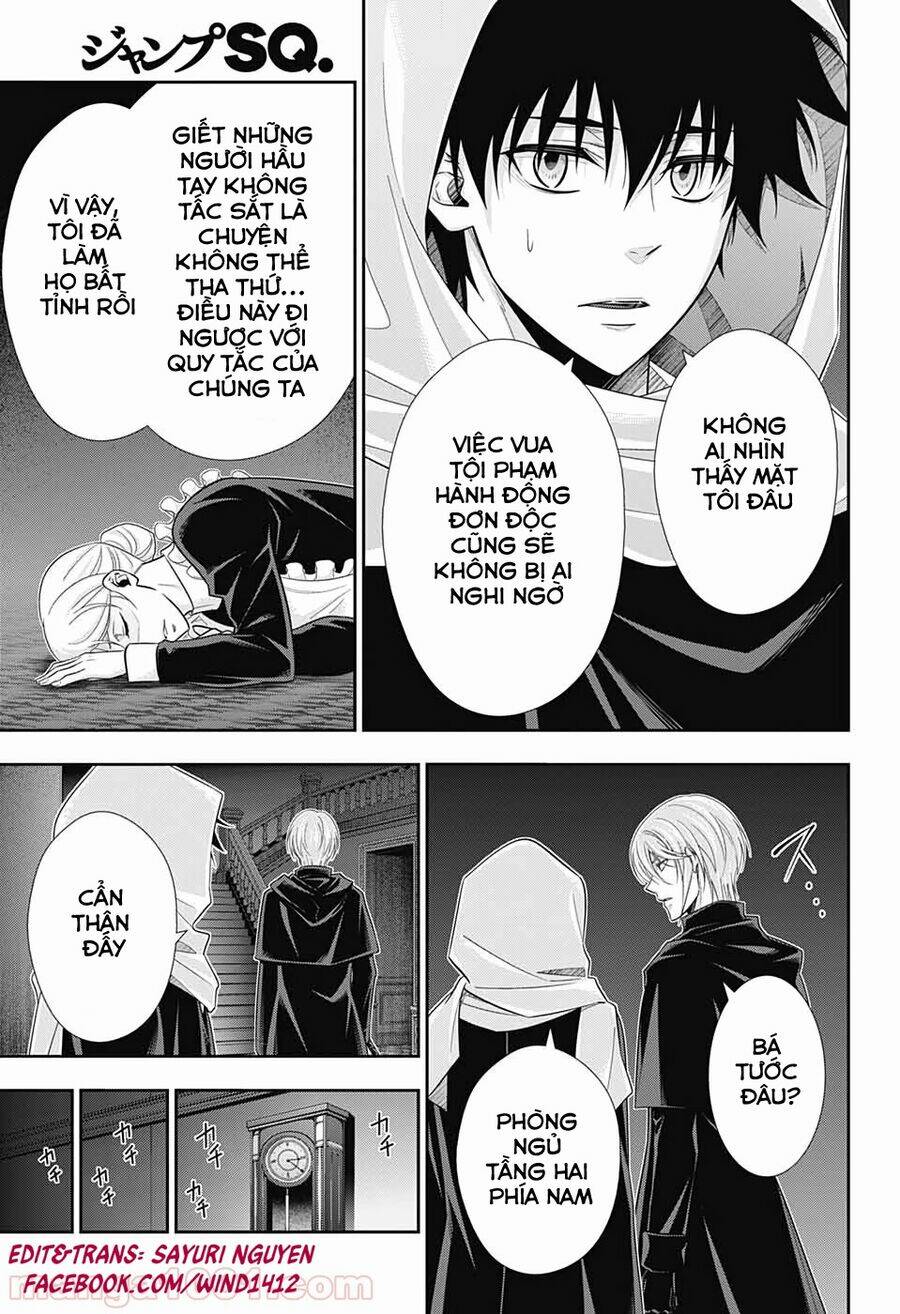 ジャンプSQ.
KHÔNG
AI NHÌN
THẤY MẶT
TÔI ĐÂU
VIỆC VUA
TỘI PHẠM
HÀNH ĐỘNG
ĐƠN ĐỘC
CŨNG SẼ
KHÔNG BỊ AI
NGHI NGỜ
GIẾT NHỮNG
NGƯỜI HẦU
TAY KHÔNG
TẤC SẮT LÀ
CHUYỆN
KHÔNG THỂ
THA THỨ...
ĐIỀU NÀY ĐI
NGƯỢC VỚI
QUY TẮC CỦA
CHÚNG TA
VÌ VẬY,
TÔI ĐÃ
LÀM
HỌ BẤT
TỈNH RỒI
BÁ
TƯỚC
ĐÂU?
PHÒNG
NGỦ
TẦNG HAI
PHÍA NAM
CẨN
THẬN
ĐẤY
カチ
カチ
カチ
EDIT&TRANS: SAYURI NGUYEN
FACEBOOK.COM/WIND1412